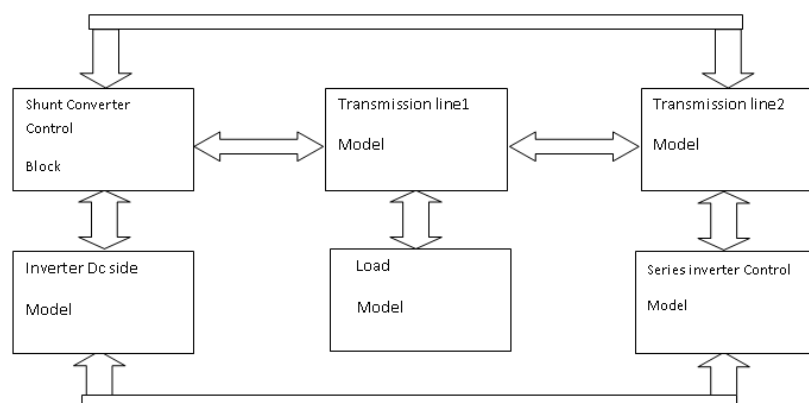 Shunt Converter
Control
Block
Transmission line1
Model
Transmission line2
Model
Inverter Dc side
Model
Load
Model
Series inverter Control
Model